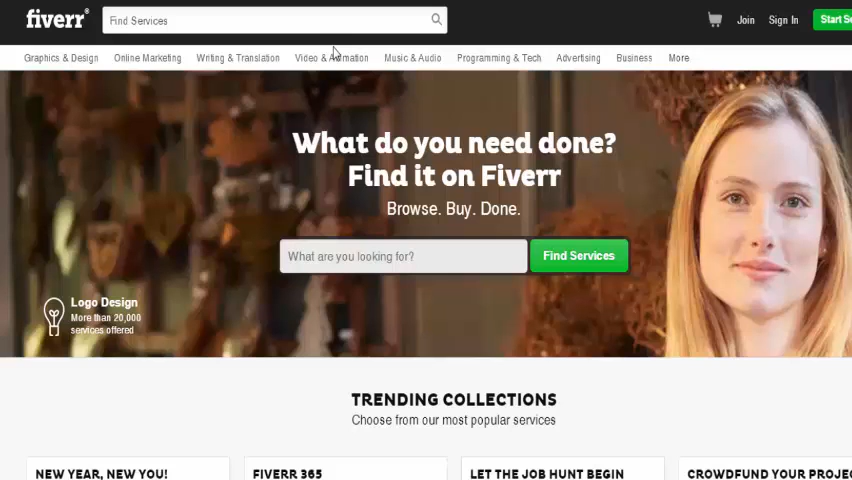 fiverr®
Find Services
Join
Sign In
Graphics & Design
Online Marketing
Writing & Translation
Video & Animation
Music & Audio
Programming & Tech
Advertising
Business
More
What do you need done?
Find it on Fiverr
Browse. Buy. Done.
What are you looking for?
Find Services
Logo Design
More than 20,000
services offered
TRENDING COLLECTIONS
Choose from our most popular services
NEW YEAR, NEW YOU!
FIVERR 365
LET THE JOB HUNT BEGIN
CROWDFUND YOUR